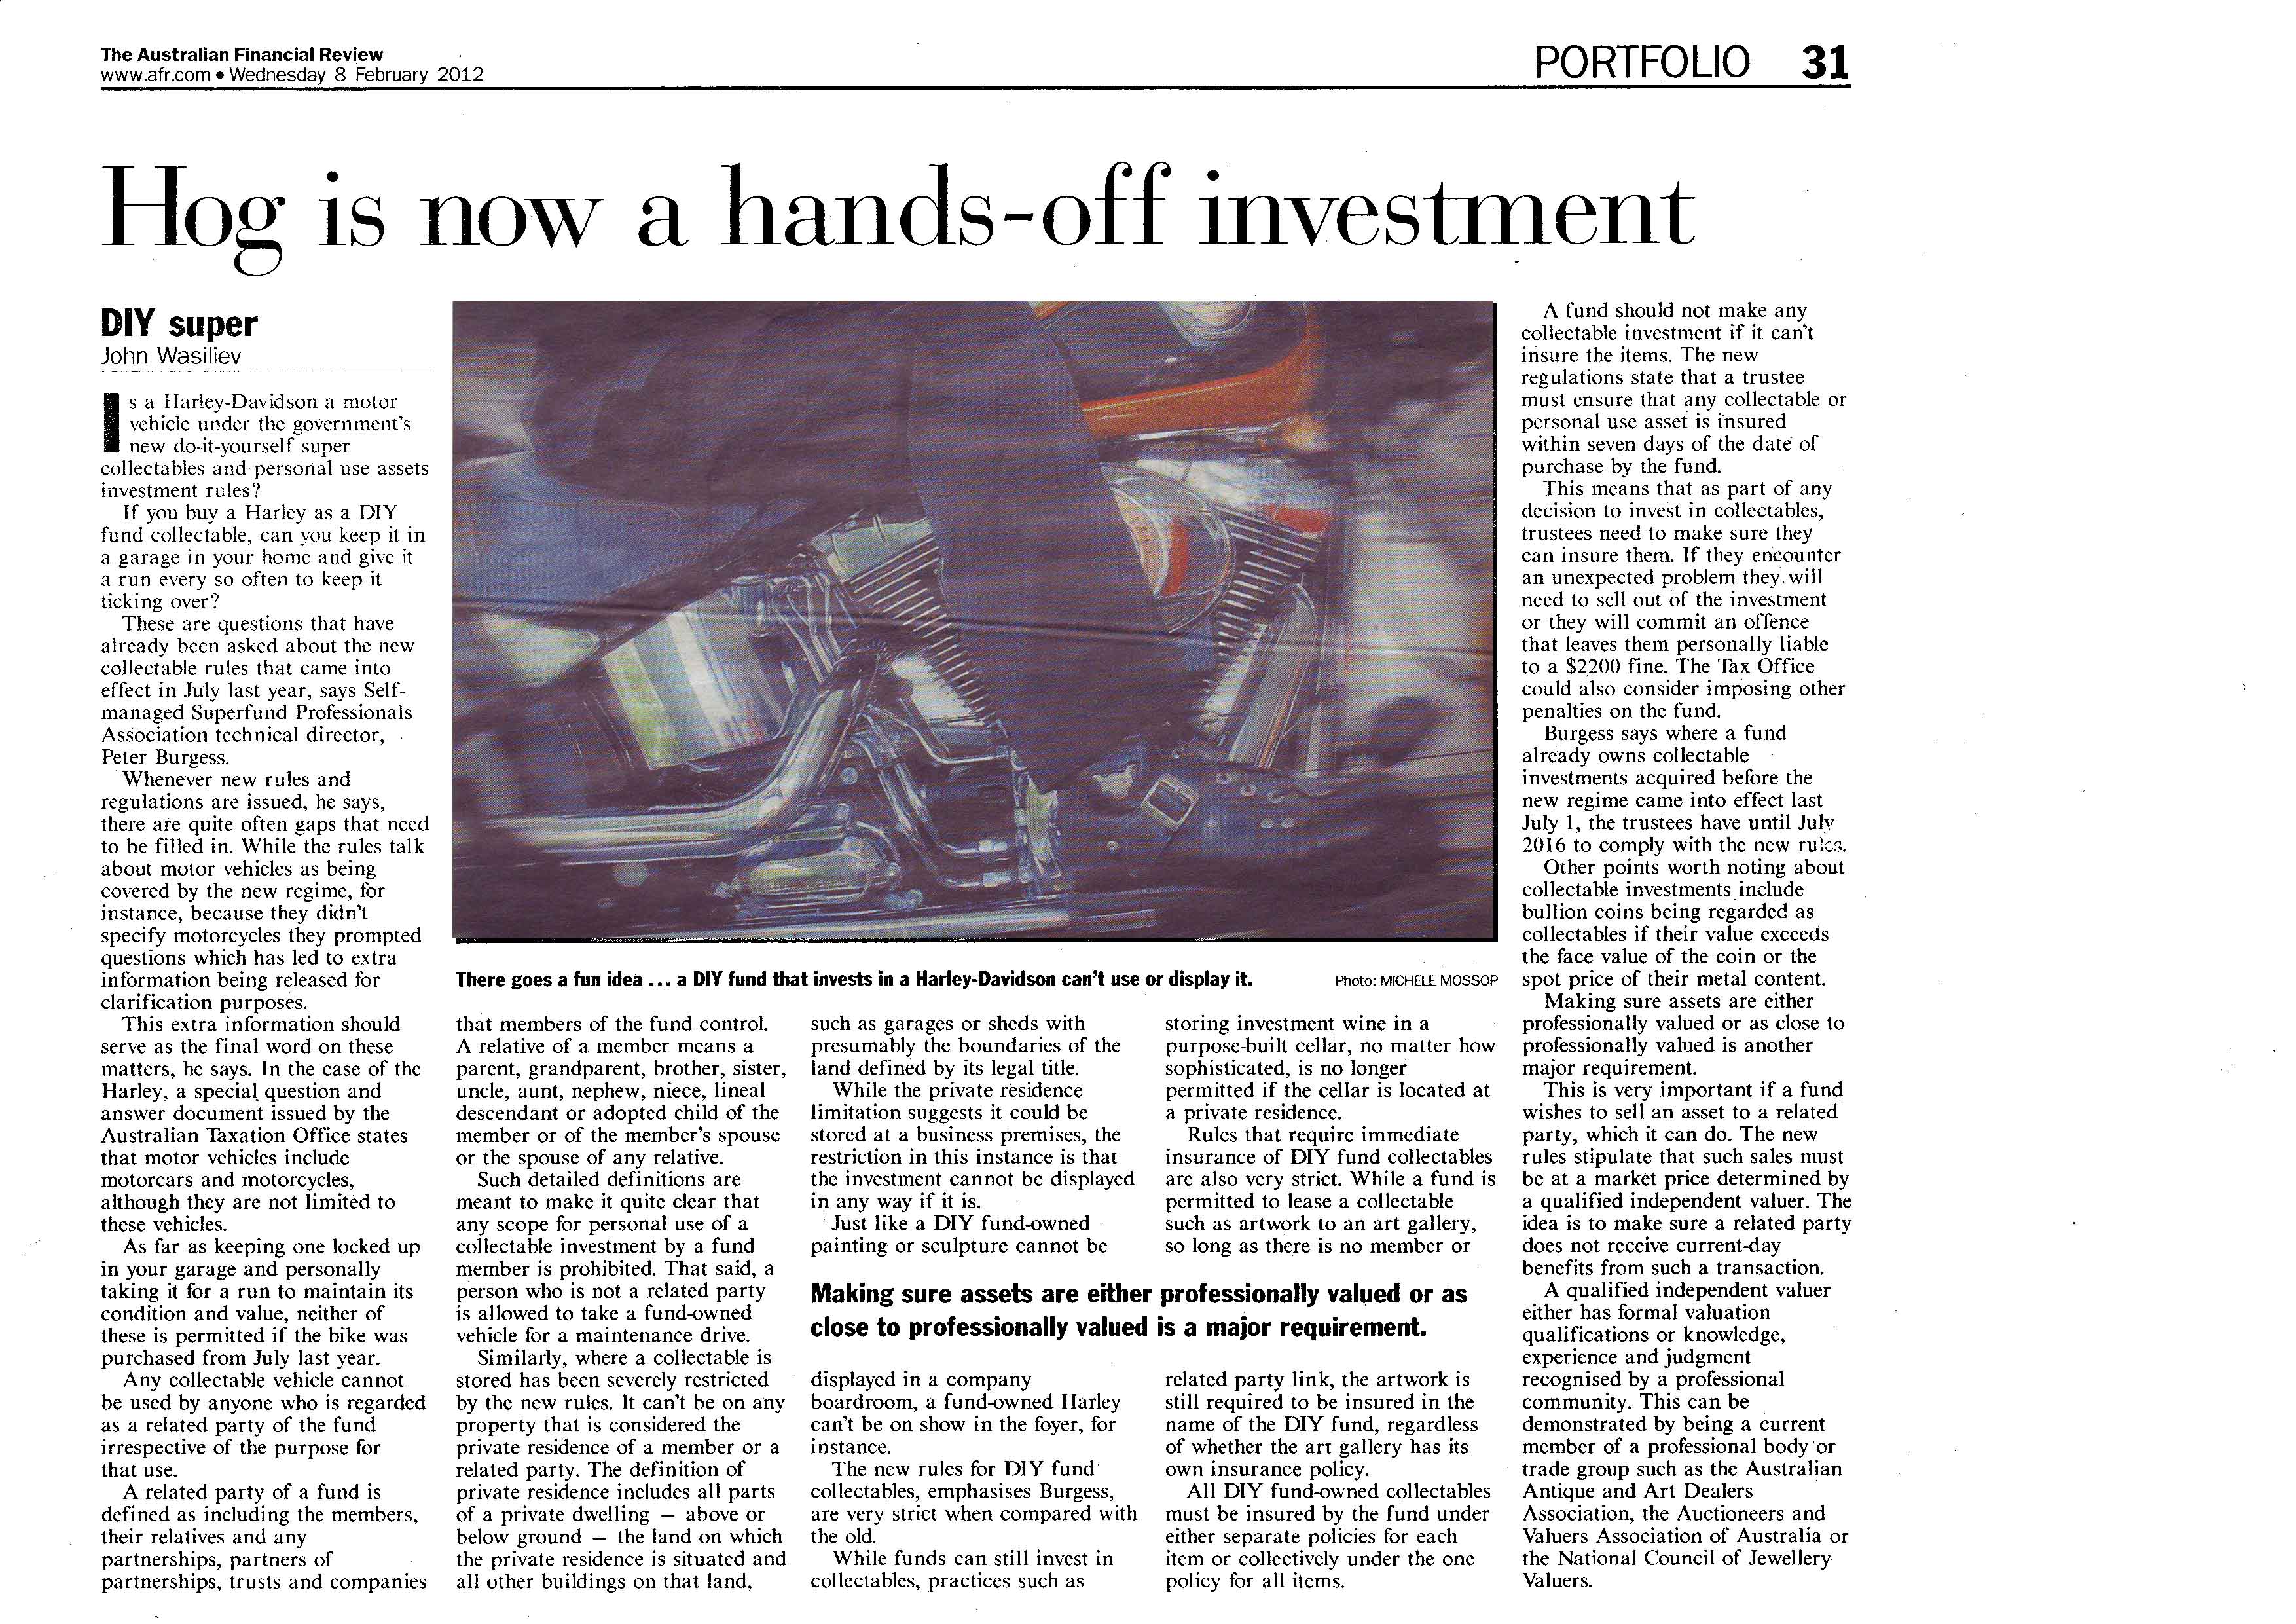 The Australian Financial Review
www.afr.com • Wednesday 8 February 2012
PORTFOLIO 31
Hog is now a hands-off investment
DIY super
John Wasiliev
Is a Harley-Davidson a motor
vehicle under the government's
new do-it-yourself super
collectables and personal use assets
investment rules?
If you buy a Harley as a DIY
fund collectable, can you keep it in
a garage in your home and give it
a run every so often to keep it
ticking over?
These are questions that have
already been asked about the new
collectable rules that came into
effect in July last year, says Self-
managed Superfund Professionals
Association technical director,
Peter Burgess.
Whenever new rules and
regulations are issued, he says,
there are quite often gaps that need
to be filled in. While the rules talk
about motor vehicles as being
covered by the new regime, for
instance, because they didn't
specify motorcycles they prompted
questions which has led to extra
information being released for
clarification purposes.
This extra information should
serve as the final word on these
matters, he says. In the case of the
Harley, a special question and
answer document issued by the
Australian Taxation Office states
that motor vehicles include
motorcars and motorcycles,
although they are not limited to
these vehicles.
As far as keeping one locked up
in your garage and personally
taking it for a run to maintain its
condition and value, neither of
these is permitted if the bike was
purchased from July last year.
Any collectable vehicle cannot
be used by anyone who is regarded
as a related party of the fund
irrespective of the purpose for
that use.
A related party of a fund is
defined as including the members,
their relatives and any
partnerships, partners of
partnerships, trusts and companies
There goes a fun idea ... a DIY fund that invests in a Harley-Davidson can't use or display it.
Photo: MICHELE MOSSOP
that members of the fund control.
A relative of a member means a
parent, grandparent, brother, sister,
uncle, aunt, nephew, niece, lineal
descendant or adopted child of the
member or of the member's spouse
or the spouse of any relative.
Such detailed definitions are
meant to make it quite clear that
any scope for personal use of a
collectable investment by a fund
member is prohibited. That said, a
person who is not a related party
is allowed to take a fund-owned
vehicle for a maintenance drive.
Similarly, where a collectable is
stored has been severely restricted
by the new rules. It can't be on any
property that is considered the
private residence of a member or a
related party. The definition of
private residence includes all parts
of a private dwelling — above or
below ground — the land on which
the private residence is situated and
all other buildings on that land,
such as garages or sheds with
presumably the boundaries of the
land defined by its legal title.
While the private residence
limitation suggests it could be
stored at a business premises, the
restriction in this instance is that
the investment cannot be displayed
in any way if it is.
Just like a DIY fund-owned
painting or sculpture cannot be
displayed in a company
boardroom, a fund-owned Harley
can't be on show in the foyer, for
instance.
The new rules for DIY fund
collectables, emphasises Burgess,
are very strict when compared with
the old.
While funds can still invest in
collectables, practices such as
storing investment wine in a
purpose-built cellar, no matter how
sophisticated, is no longer
permitted if the cellar is located at
a private residence.
Rules that require immediate
insurance of DIY fund collectables
are also very strict. While a fund is
permitted to lease a collectable
such as artwork to an art gallery,
so long as there is no member or
Making sure assets are either professionally valued or as
close to professionally valued is a major requirement.
related party link, the artwork is
still required to be insured in the
name of the DIY fund, regardless
of whether the art gallery has its
own insurance policy.
All DIY fund-owned collectables
must be insured by the fund under
either separate policies for each
item or collectively under the one
policy for all items.
A fund should not make any
collectable investment if it can't
insure the items. The new
regulations state that a trustee
must ensure that any collectable or
personal use asset is insured
within seven days of the date of
purchase by the fund.
This means that as part of any
decision to invest in collectables,
trustees need to make sure they
can insure them. If they encounter
an unexpected problem they will
need to sell out of the investment
or they will commit an offence
that leaves them personally liable
to a $2200 fine. The Tax Office
could also consider imposing other
penalties on the fund.
Burgess says where a fund
already owns collectable
investments acquired before the
new regime came into effect last
July 1, the trustees have until July
2016 to comply with the new rules.
Other points worth noting about
collectable investments include
bullion coins being regarded as
collectables if their value exceeds
the face value of the coin or the
spot price of their metal content.
Making sure assets are either
professionally valued or as close to
professionally valued is another
major requirement.
This is very important if a fund
wishes to sell an asset to a related
party, which it can do. The new
rules stipulate that such sales must
be at a market price determined by
a qualified independent valuer. The
idea is to make sure a related party
does not receive current-day
benefits from such a transaction.
A qualified independent valuer
either has formal valuation
qualifications or knowledge,
experience and judgment
recognised by a professional
community. This can be
demonstrated by being a current
member of a professional body or
trade group such as the Australian
Antique and Art Dealers
Association, the Auctioneers and
Valuers Association of Australia or
the National Council of Jewellery
Valuers.